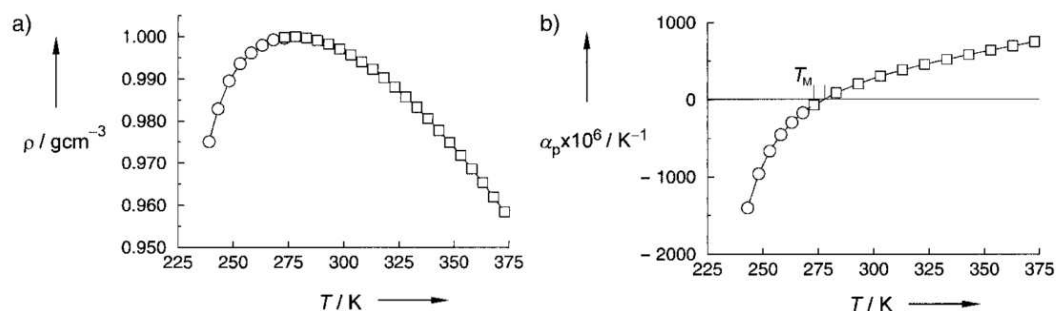 a)
1.000
0.990
0.980
ρ / gcm⁻³
0.970
0.960
0.950
225 250 275 300 325 350 375
T / K
b)
1000
T_M
0
α_p x10⁶ / K⁻¹
− 1000
− 2000
225 250 275 300 325 350 375
T / K